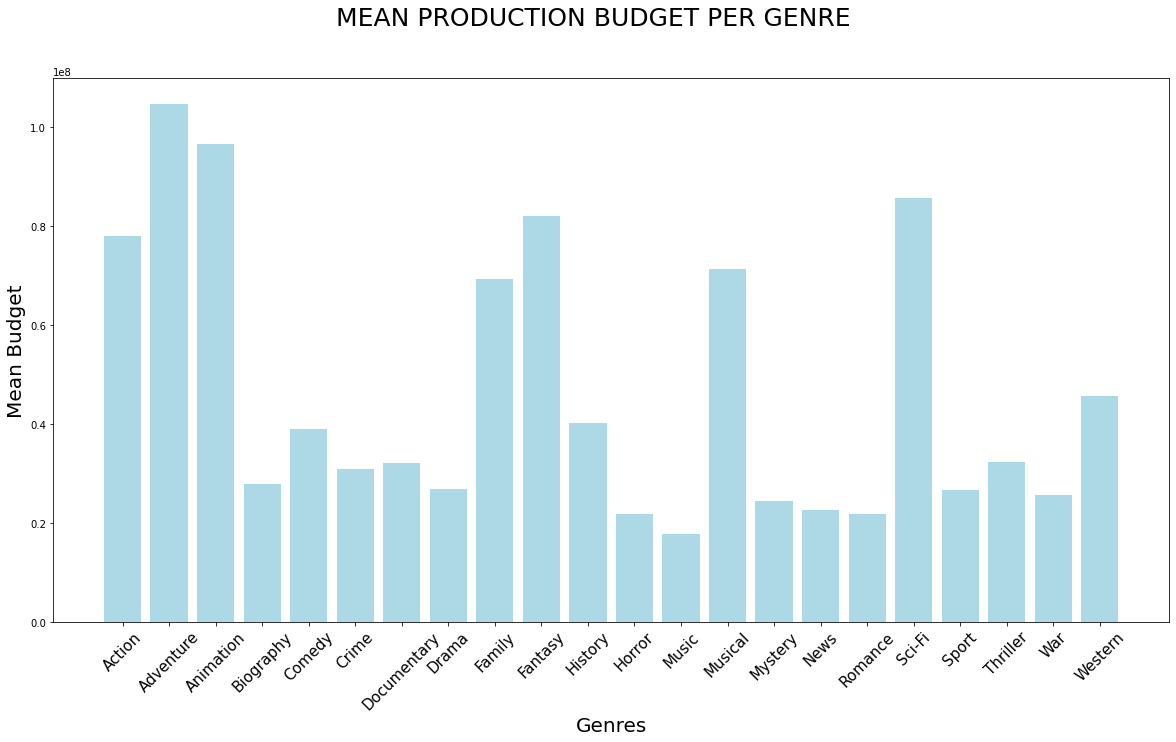 MEAN PRODUCTION BUDGET PER GENRE
1e8
1.0
0.8
0.6
0.4
0.2
0.0
Mean Budget
Action
Adventure
Animation
Biography
Comedy
Crime
Documentary
Drama
Family
Fantasy
History
Horror
Music
Musical
Mystery
News
Romance
Sci-Fi
Sport
Thriller
War
Western
Genres